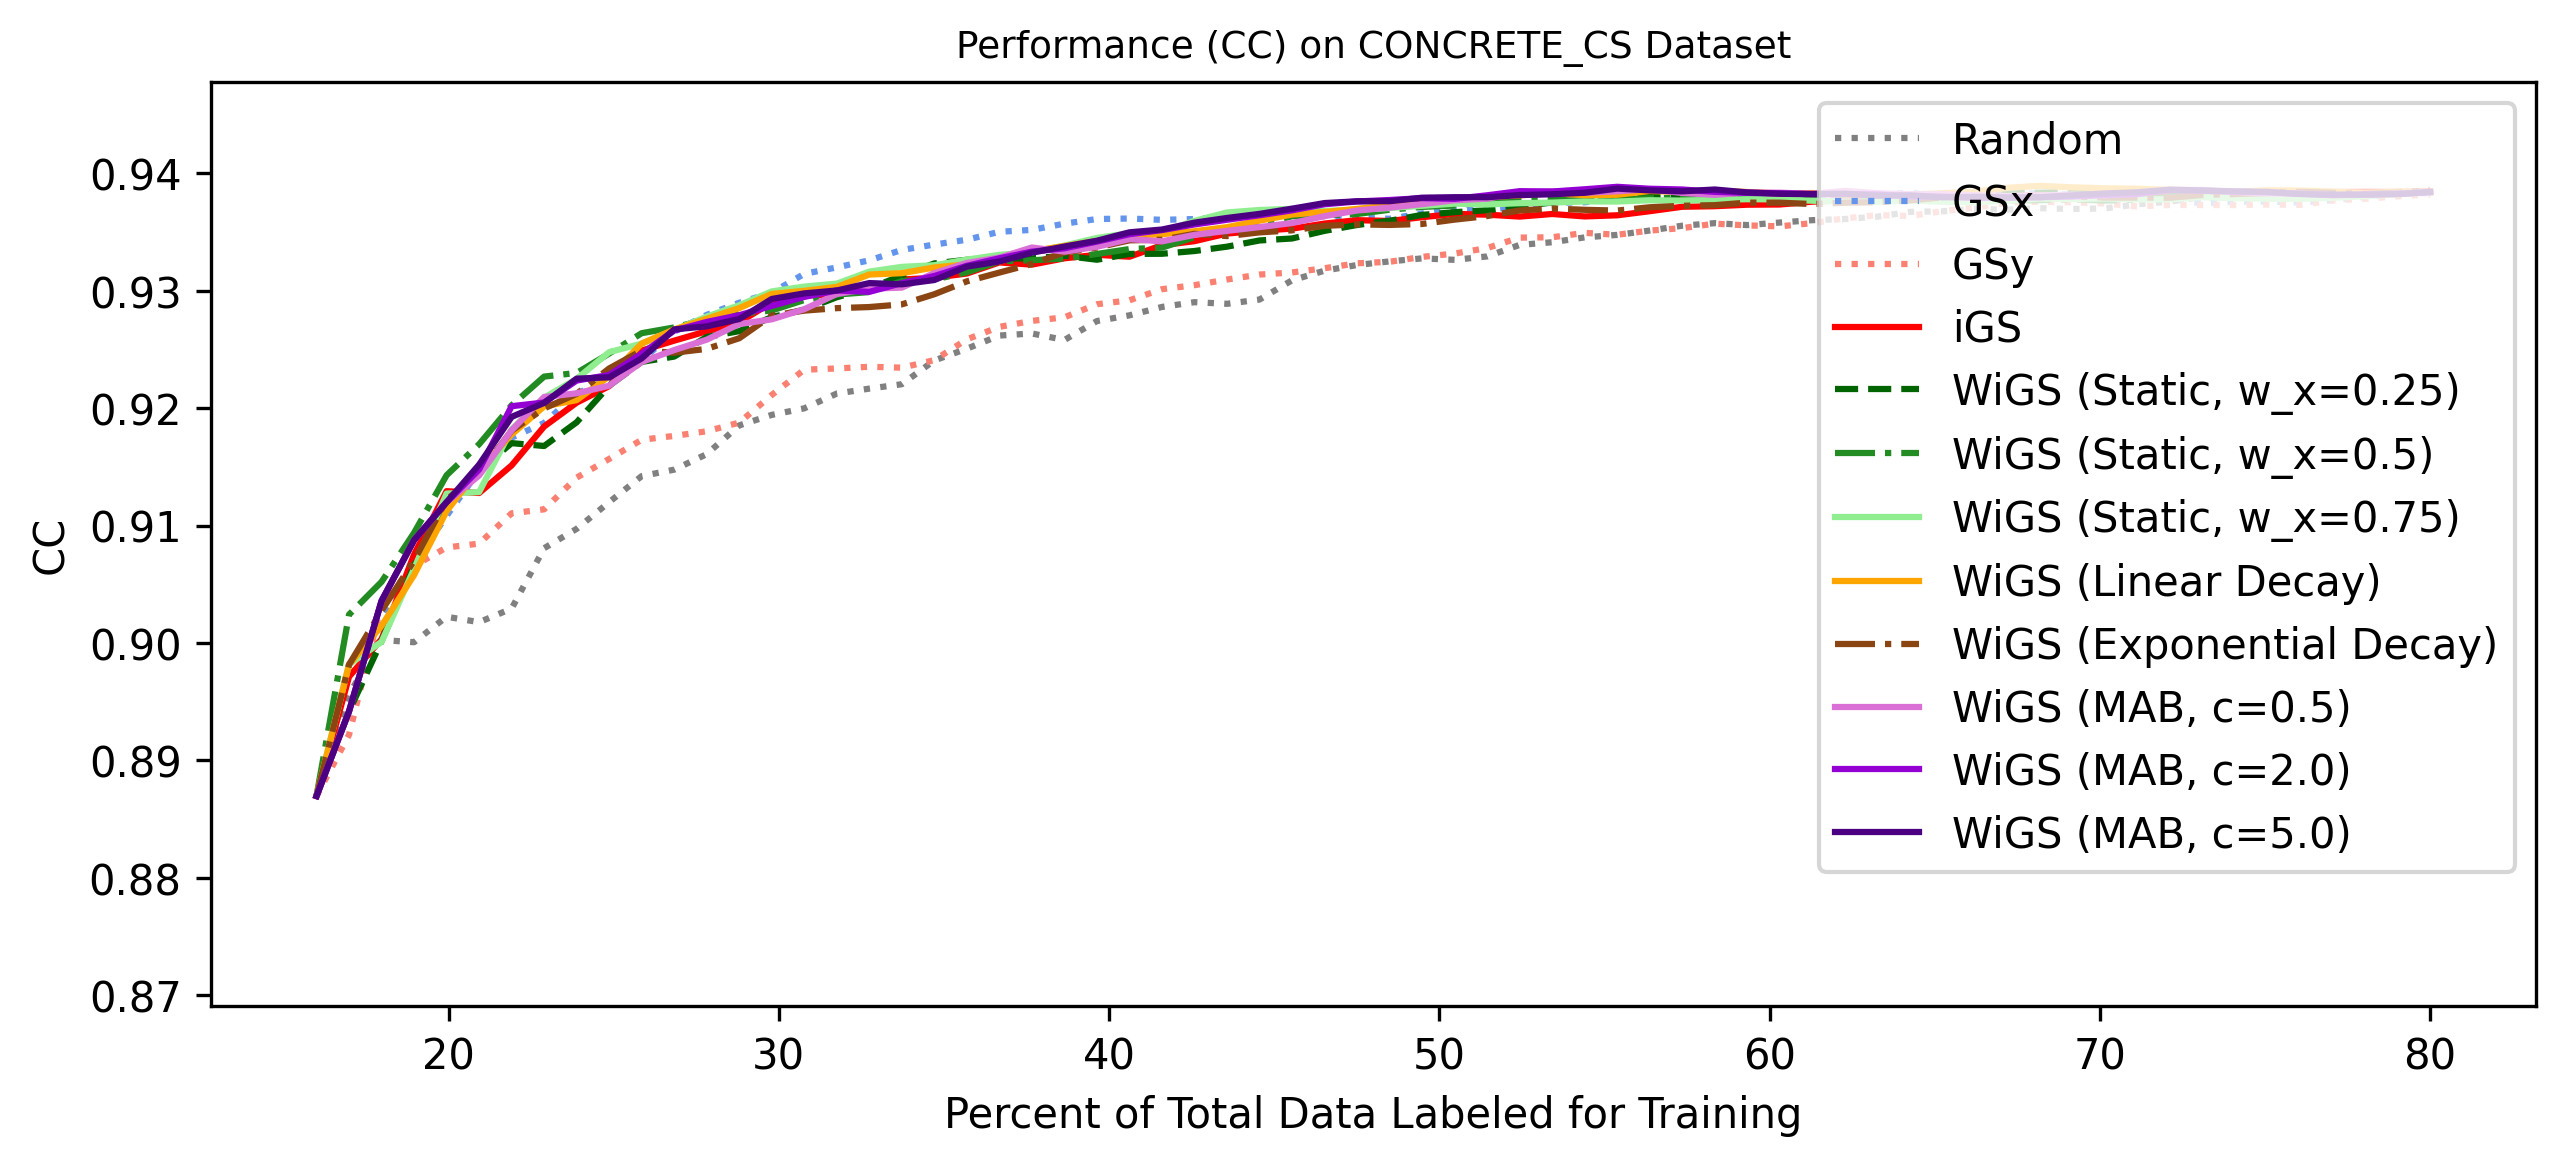 Performance (CC) on CONCRETE_CS Dataset
0.94
0.93
0.92
0.91
0.90
0.89
0.88
0.87
CC
20 30 40 50 60 70 80
Percent of Total Data Labeled for Training
Random
GSx
GSy
iGS
WiGS (Static, w_x=0.25)
WiGS (Static, w_x=0.5)
WiGS (Static, w_x=0.75)
WiGS (Linear Decay)
WiGS (Exponential Decay)
WiGS (MAB, c=0.5)
WiGS (MAB, c=2.0)
WiGS (MAB, c=5.0)